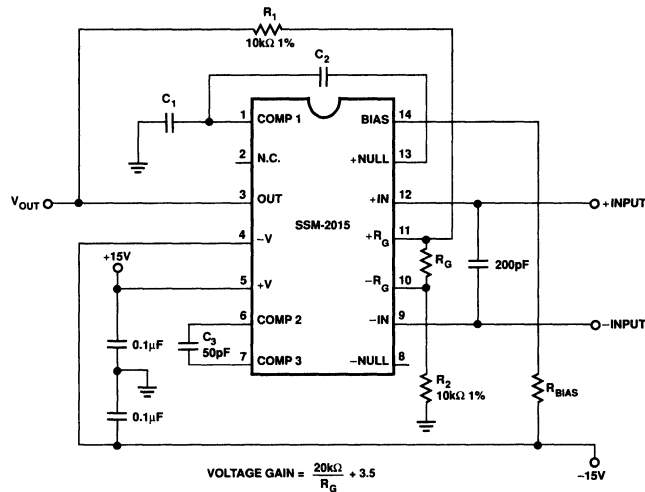 R1
10kΩ 1%
C2
C1
1 COMP 1
BIAS 14
2 N.C.
+NULL 13
VOUT
3 OUT
+IN 12
+INPUT
SSM-2015
4 −V
+RG 11
+15V
RG
200pF
5 +V
−RG 10
6 COMP 2
−IN 9
−INPUT
C3
50pF
7 COMP 3
−NULL 8
0.1μF
R2
10kΩ 1%
RBIAS
0.1μF
−15V
VOLTAGE GAIN = 20kΩ / RG + 3.5